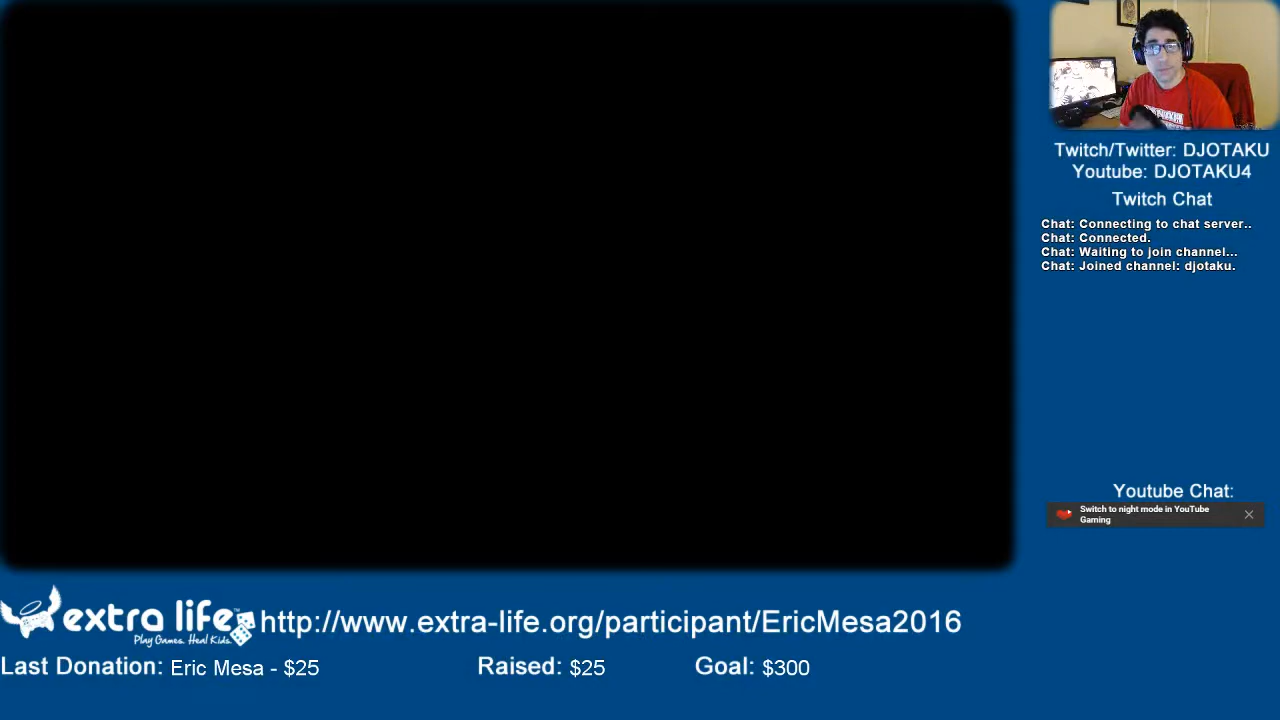 Twitch/Twitter: DJOTAKU
Youtube: DJOTAKU4
Twitch Chat
Chat: Connecting to chat server..
Chat: Connected.
Chat: Waiting to join channel...
Chat: Joined channel: djotaku.
Youtube Chat:
Switch to night mode in YouTube
Gaming
extra life™
Play Games. Heal Kids.
http://www.extra-life.org/participant/EricMesa2016
Last Donation: Eric Mesa - $25
Raised: $25
Goal: $300